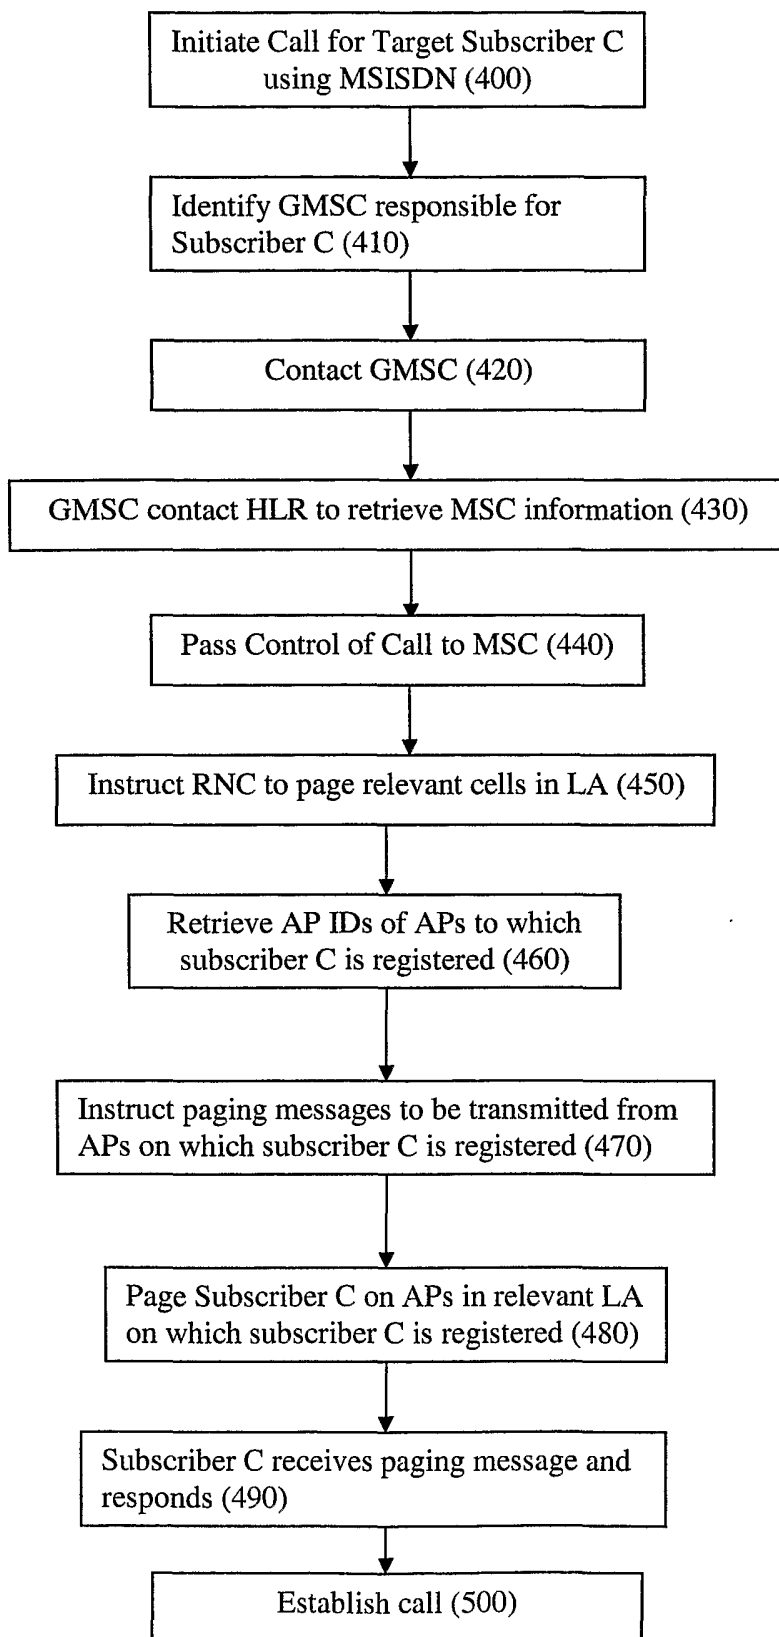 Initiate Call for Target Subscriber C
using MSISDN (400)
Identify GMSC responsible for
Subscriber C (410)
Contact GMSC (420)
GMSC contact HLR to retrieve MSC information (430)
Pass Control of Call to MSC (440)
Instruct RNC to page relevant cells in LA (450)
Retrieve AP IDs of APs to which
subscriber C is registered (460)
Instruct paging messages to be transmitted from
APs on which subscriber C is registered (470)
Page Subscriber C on APs in relevant LA
on which subscriber C is registered (480)
Subscriber C receives paging message and
responds (490)
Establish call (500)